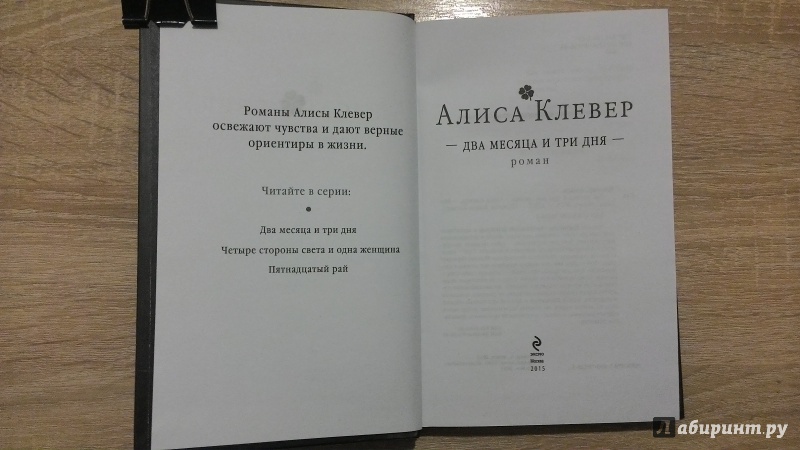 Романы Алисы Клевер
освежают чувства и дают верные
ориентиры в жизни.
Читайте в серии:
Два месяца и три дня
Четыре стороны света и одна женщина
Пятнадцатый рай
Алиса Клевер
— ДВА МЕСЯЦА И ТРИ ДНЯ —
роман
ЭКСМО
Москва
2015
Лабиринт.ру